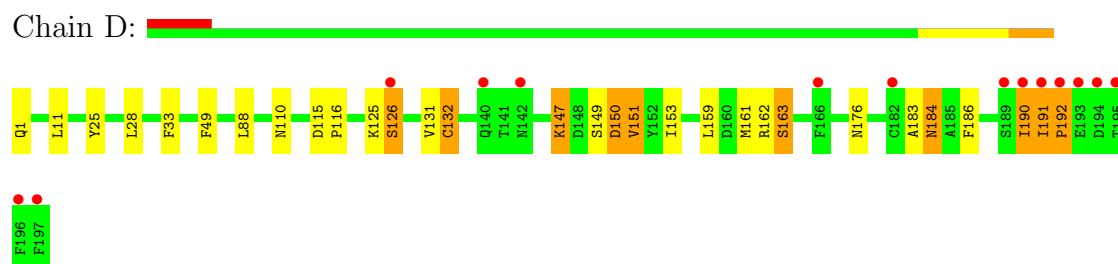 Chain D:
Q1 L11 Y25 L28 F33 F49 L88 N110 D115 P116 K125 S126 V131 C132 Q140 T141 N142 K147 D148 S149 D150 V151 Y152 I153 L159 D160 M161 R162 S163 F166 N176 C182 A183 N184 A185 F186 S189 I190 I191 P192 E193 D194 T195
F196 F197